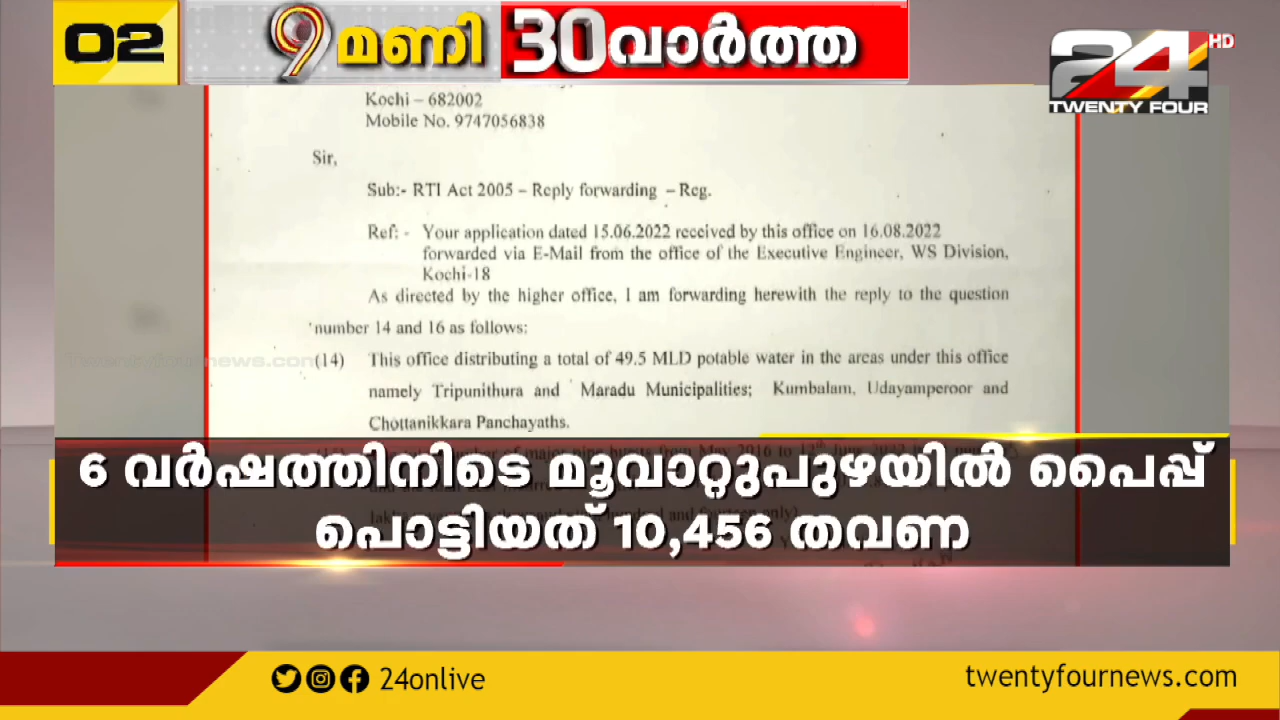 02
9 മണി 30 വാർത്ത
24 HD
TWENTY FOUR
Kochi – 682002
Mobile No. 9747056838
Sir,
Sub:- RTI Act 2005 – Reply forwarding – Reg.
Ref: - Your application dated 15.06.2022 received by this office on 16.08.2022
forwarded via E-Mail from the office of the Executive Engineer, WS Division,
Kochi-18
As directed by the higher office, I am forwarding herewith the reply to the question
number 14 and 16 as follows:
Twentyfournews.com
(14) This office distributing a total of 49.5 MLD potable water in the areas under this office
namely Tripunithura and Maradu Municipalities; Kumbalam, Udayamperoor and
Chottanikkara Panchayaths.
6 വർഷത്തിനിടെ മൂവാറ്റുപുഴയിൽ പൈപ്പ്
പൊട്ടിയത് 10,456 തവണ
24onlive
twentyfournews.com